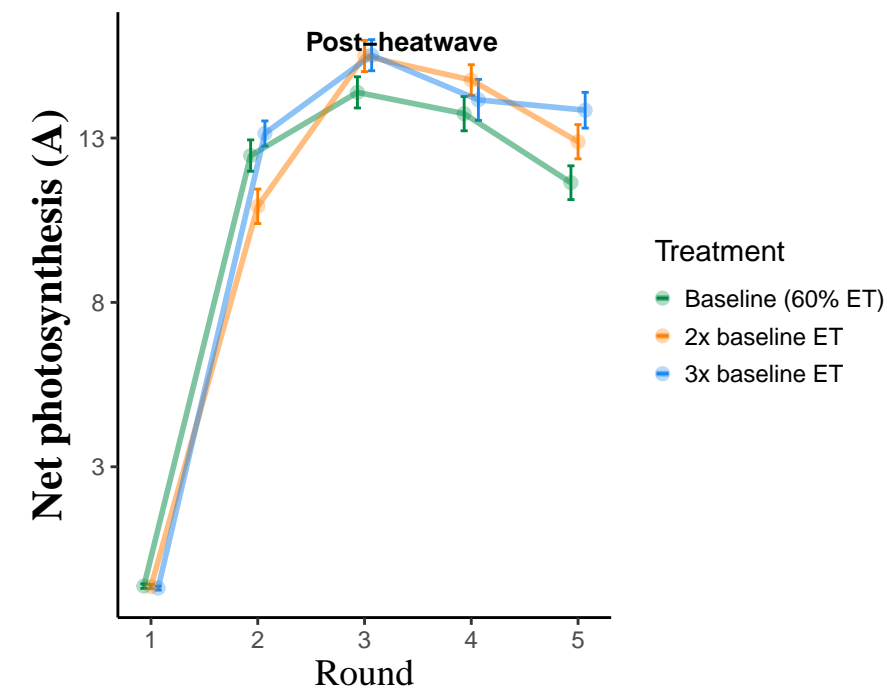 Post-heatwave
Net photosynthesis (A)
13
8
3
1 2 3 4 5
Round
Treatment
Baseline (60% ET)
2x baseline ET
3x baseline ET